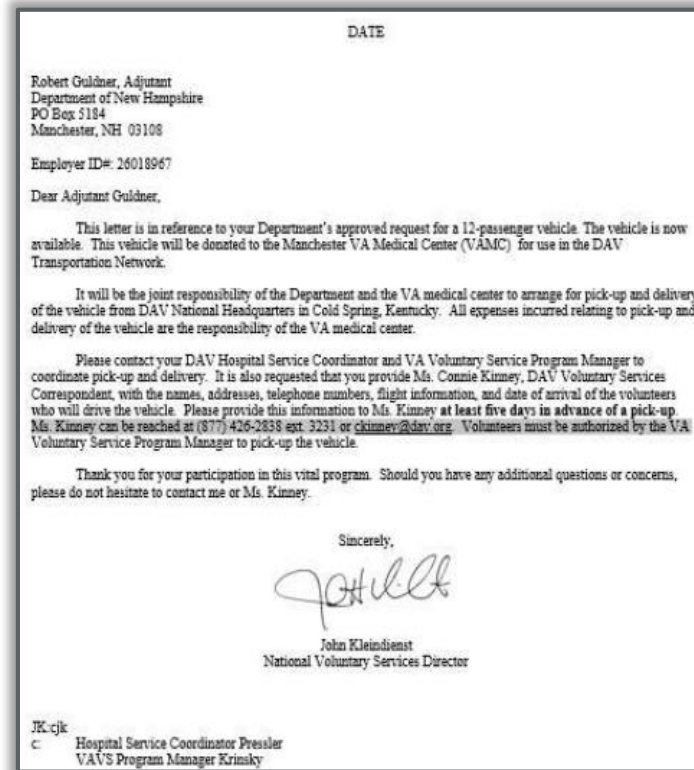 DATE
Robert Guldner, Adjutant
Department of New Hampshire
PO Box 5184
Manchester, NH 03108
Employer ID#: 26018967
Dear Adjutant Guldner,
This letter is in reference to your Department's approved request for a 12-passenger vehicle. The vehicle is now
available. This vehicle will be donated to the Manchester VA Medical Center (VAMC) for use in the DAV
Transportation Network.
It will be the joint responsibility of the Department and the VA medical center to arrange for pick-up and delivery
of the vehicle from DAV National Headquarters in Cold Spring, Kentucky. All expenses incurred relating to pick-up and
delivery of the vehicle are the responsibility of the VA medical center.
Please contact your DAV Hospital Service Coordinator and VA Voluntary Service Program Manager to
coordinate pick-up and delivery. It is also requested that you provide Ms. Connie Kinney, DAV Voluntary Services
Correspondent, with the names, addresses, telephone numbers, flight information, and date of arrival of the volunteers
who will drive the vehicle. Please provide this information to Ms. Kinney at least five days in advance of a pick-up.
Ms. Kinney can be reached at (877) 426-2838 ext. 3231 or ckinney@dav.org. Volunteers must be authorized by the VA
Voluntary Service Program Manager to pick-up the vehicle.
Thank you for your participation in this vital program. Should you have any additional questions or concerns,
please do not hesitate to contact me or Ms. Kinney.
Sincerely,
John Kleindienst
National Voluntary Services Director
JK:cjk
c: Hospital Service Coordinator Pressler
VAVS Program Manager Krinsky